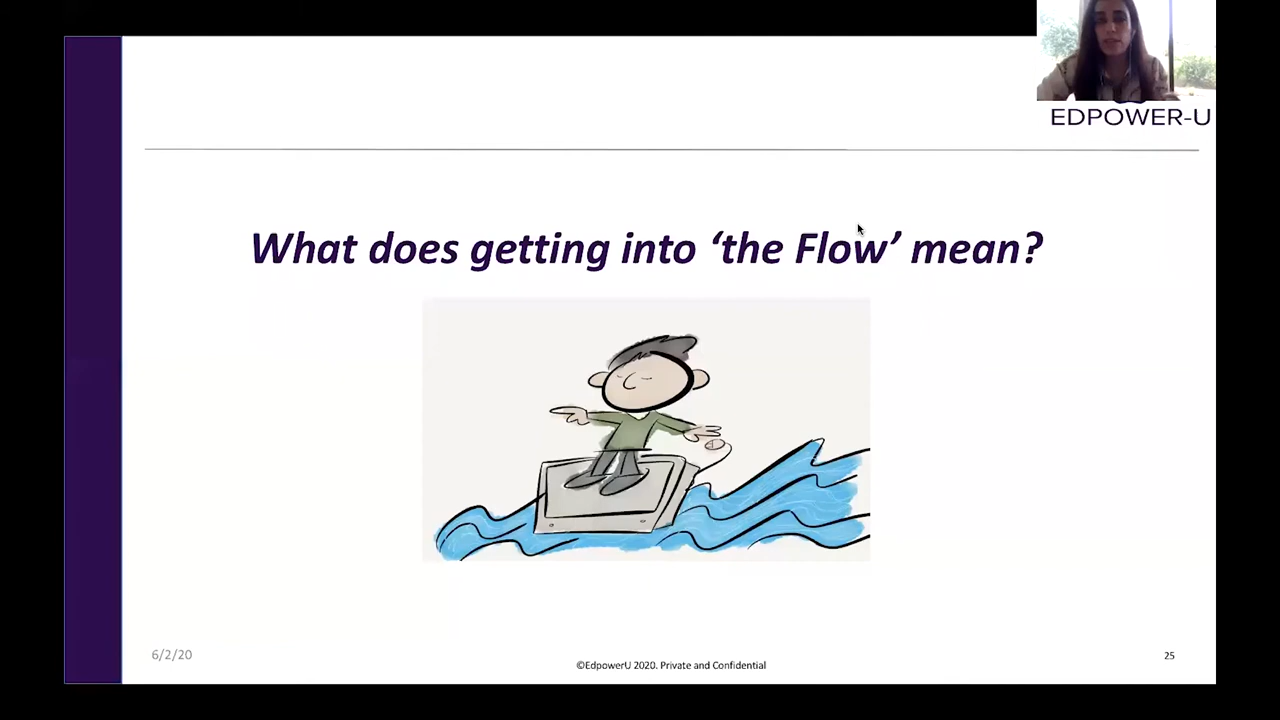 EDPOWER-U
What does getting into ‘the Flow’ mean?
6/2/20
©EdpowerU 2020. Private and Confidential
25